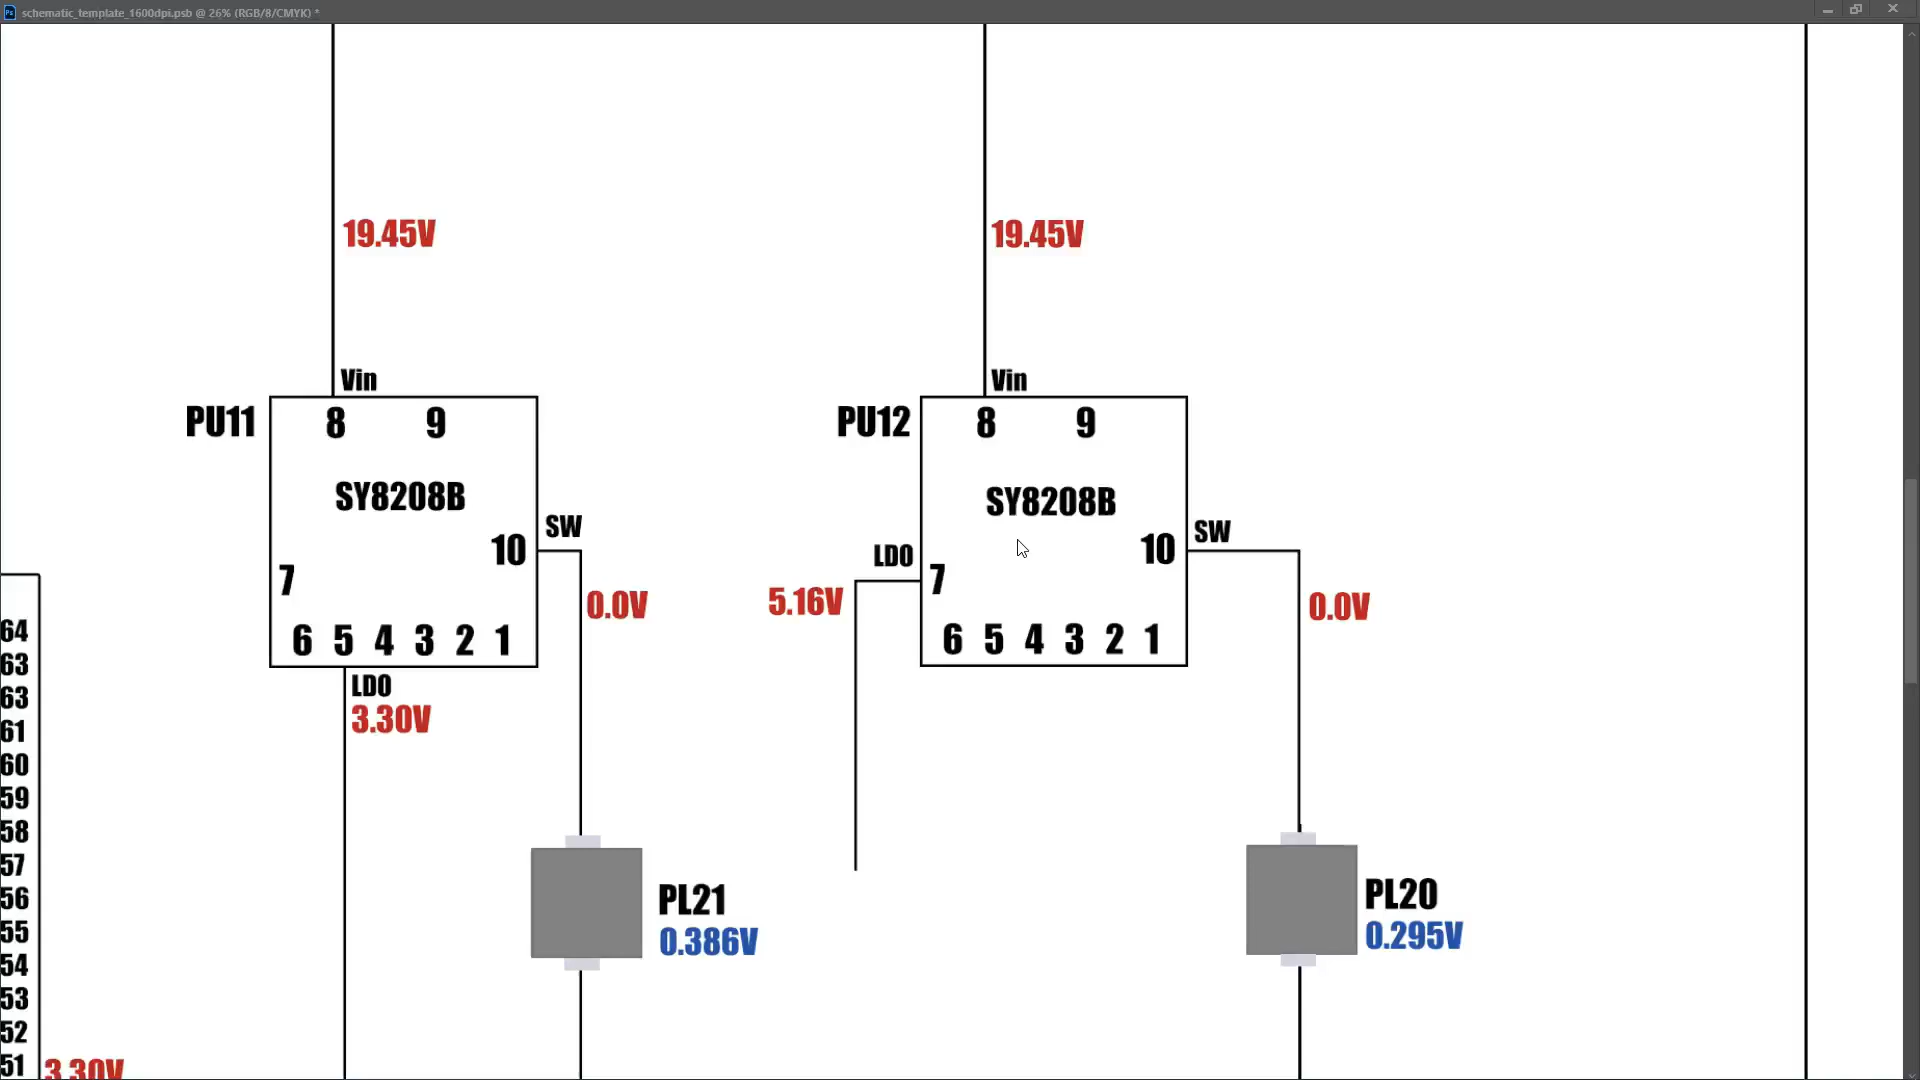 schematic_template_1600dpi.psb @ 26% (RGB/8/CMYK) *
19.45V
19.45V
Vin
Vin
PU11
8
9
PU12
8
9
SY8208B
SY8208B
SW
10
7
SW
10
LDO
7
0.0V
5.16V
0.0V
6 5 4 3 2 1
6 5 4 3 2 1
LDO
3.30V
PL21
0.386V
PL20
0.295V
64
63
63
61
60
59
58
57
56
55
54
53
52
51
3.30V